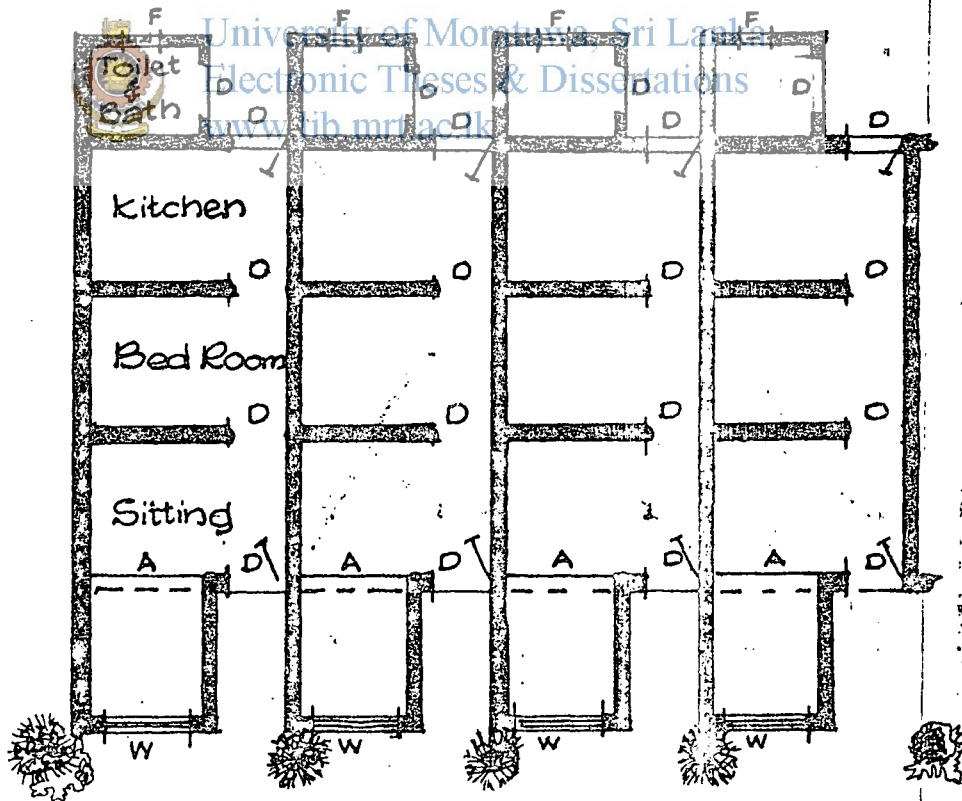 F F F F
University of Moratuwa, Sri Lanka.
Toilet
Electronic Theses & Dissertations
& D D D D
Bath D D D D
www.lib.mrt.ac.lk
Kitchen
D D D D
Bed Room
D D D D
Sitting
A D A D A D A D
W W W W